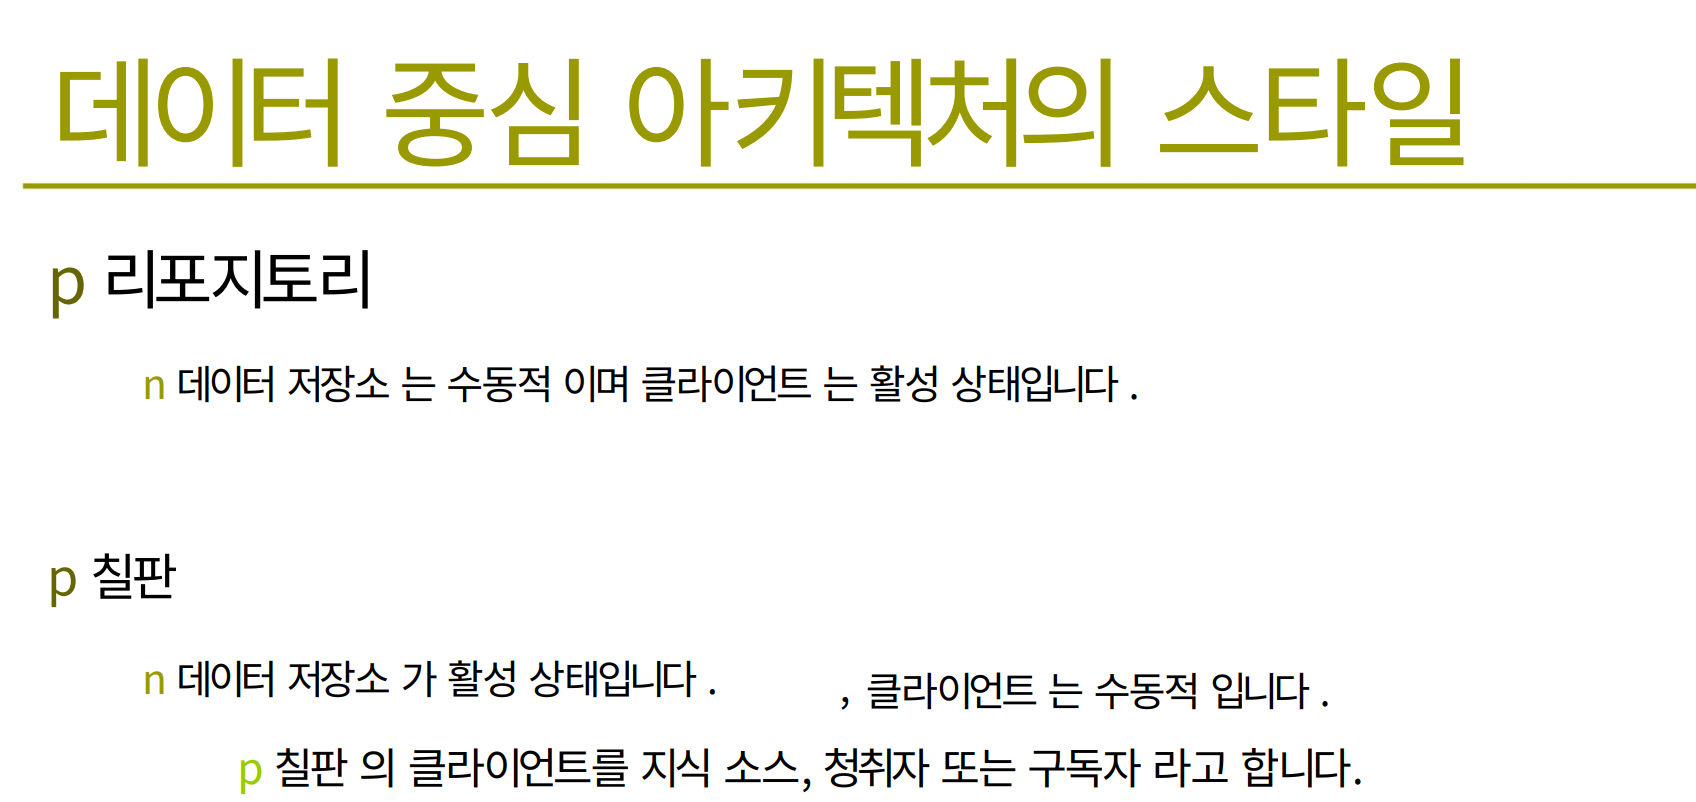 데이터 중심 아키텍처의 스타일
p 리포지토리
n 데이터 저장소 는 수동적 이며 클라이언트 는 활성 상태입니다 .
p 칠판
n 데이터 저장소 가 활성 상태입니다 . , 클라이언트 는 수동적 입니다 .
p 칠판 의 클라이언트를 지식 소스, 청취자 또는 구독자 라고 합니다.